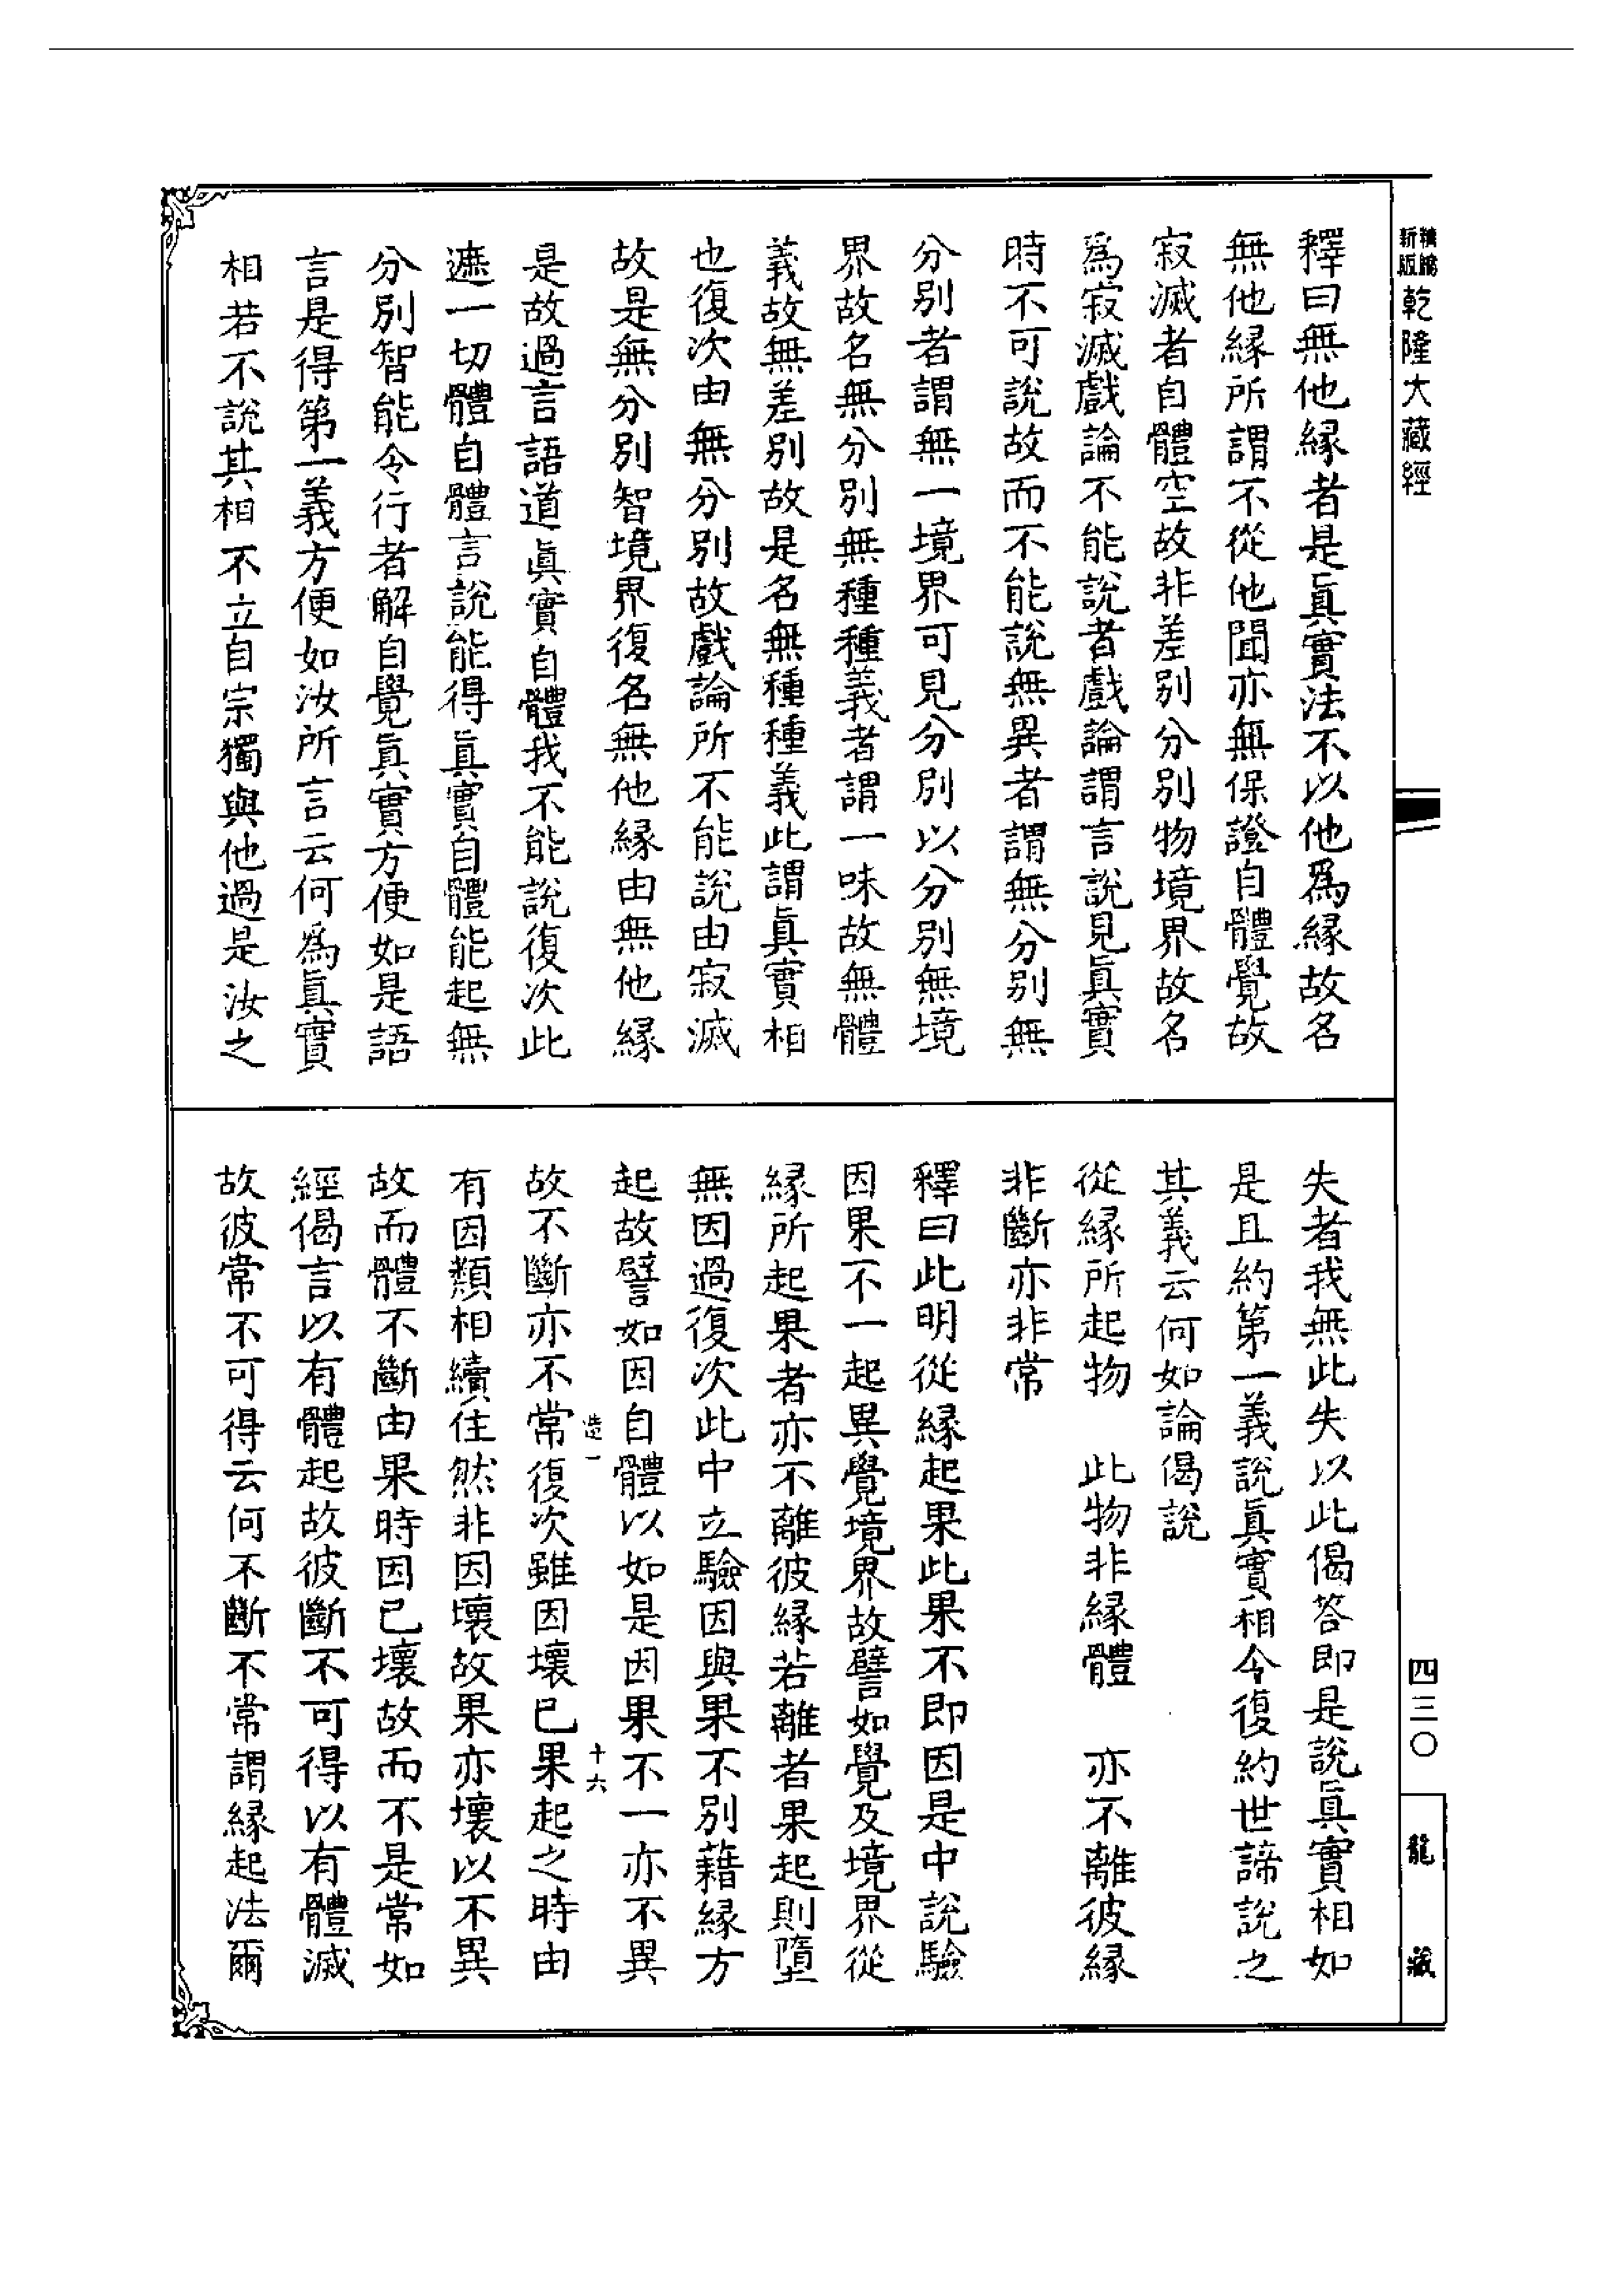 精編新版乾隆大藏經
釋曰無他緣者是眞實法不以他爲緣故名
無他緣所謂不從他聞亦無保證自體覺故
寂滅者自體空故非差別分別物境界故名
爲寂滅戲論不能說者戲論謂言說見眞實
時不可說故而不能說無異者謂無分別無
分別者謂無一境界可見分別以分別無境
界故名無分別無種種義者謂一味故無體
義故無差別故是名無種種義此謂眞實相
也復次由無分別故戲論所不能說由寂滅
故是無分別智境界復名無他緣由無他緣
是故過言語道眞實自體我不能說復次此
遮一切體自體言說能得眞實自體能起無
分別智能令行者解自覺眞實方便如是語
言是得第一義方便如汝所言云何爲眞實
相若不說其相不立自宗獨與他過是汝之
失者我無此失以此偈答即是說眞實相如
是且約第一義說眞實相今復約世諦說之
其義云何如論偈說
從緣所起物　此物非緣體　亦不離彼緣
非斷亦非常
釋曰此明從緣起果此果不即因是中說驗
因果不一起異覺境界故譬如覺及境界從
緣所起果者亦不離彼緣若離者果起則墮
無因過復次此中立驗因與果不別藉緣方
起故譬如因自體以如是因果不一亦不異
造一
十六
故不斷亦不常復次雖因壞已果起之時由
有因類相續住然非因壞故果亦壞以不異
故而體不斷由果時因已壞故而不是常如
經偈言以有體起故彼斷不可得以有體滅
故彼常不可得云何不斷不常謂緣起法爾
四三〇
龍藏